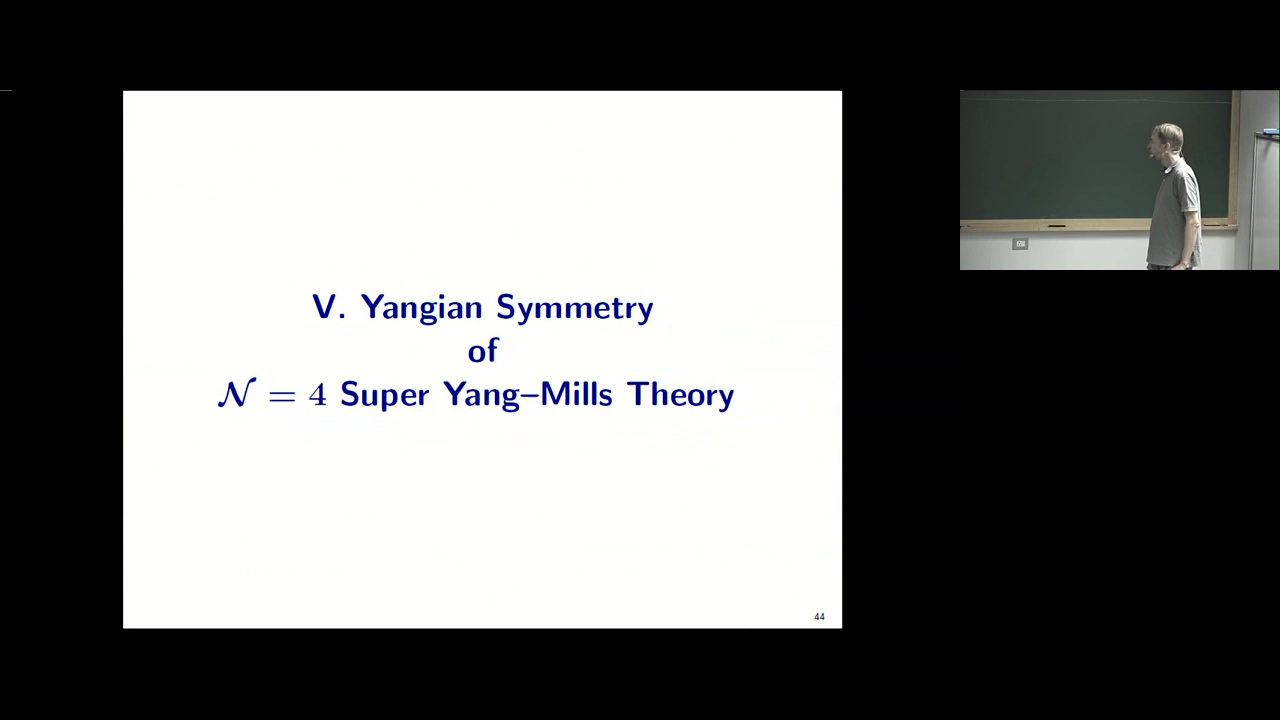 V. Yangian Symmetry
of
𝒩 = 4 Super Yang–Mills Theory
44